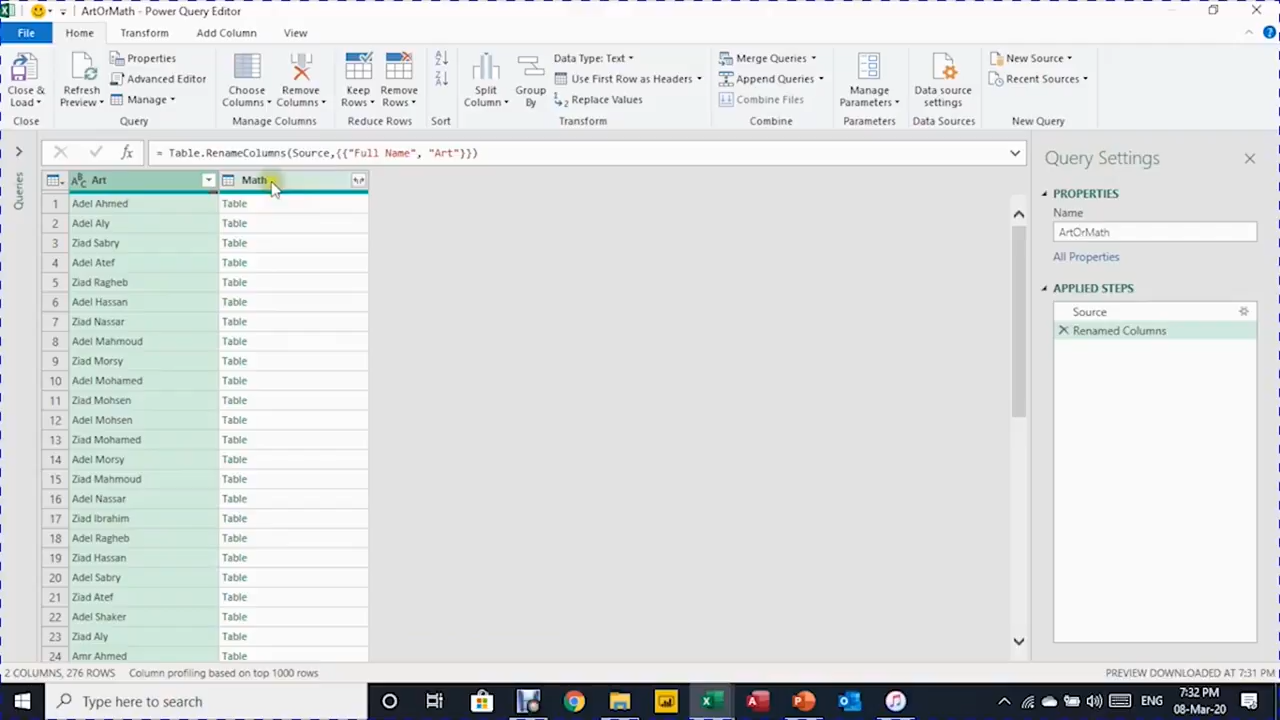 ArtOrMath - Power Query Editor
File Home Transform Add Column View
Close & Load
Close
Refresh Preview
Properties
Advanced Editor
Manage
Query
Choose Columns
Remove Columns
Manage Columns
Keep Rows
Remove Rows
Reduce Rows
Sort
Split Column
Group By
Data Type: Text
Use First Row as Headers
Replace Values
Transform
Merge Queries
Append Queries
Combine Files
Combine
Manage Parameters
Parameters
Data source settings
Data Sources
New Source
Recent Sources
New Query
Queries
fx = Table.RenameColumns(Source,{{"Full Name", "Art"}})
ABC Art Math
1 Adel Ahmed Table
2 Adel Aly Table
3 Ziad Sabry Table
4 Adel Atef Table
5 Ziad Ragheb Table
6 Adel Hassan Table
7 Ziad Nassar Table
8 Adel Mahmoud Table
9 Ziad Morsy Table
10 Adel Mohamed Table
11 Ziad Mohsen Table
12 Adel Mohsen Table
13 Ziad Mohamed Table
14 Adel Morsy Table
15 Ziad Mahmoud Table
16 Adel Nassar Table
17 Ziad Ibrahim Table
18 Adel Ragheb Table
19 Ziad Hassan Table
20 Adel Sabry Table
21 Ziad Atef Table
22 Adel Shaker Table
23 Ziad Aly Table
24 Amr Ahmed Table
Query Settings
PROPERTIES
Name
ArtOrMath
All Properties
APPLIED STEPS
Source
Renamed Columns
2 COLUMNS, 276 ROWS Column profiling based on top 1000 rows
PREVIEW DOWNLOADED AT 7:31 PM
Type here to search
ENG
7:32 PM
08-Mar-20